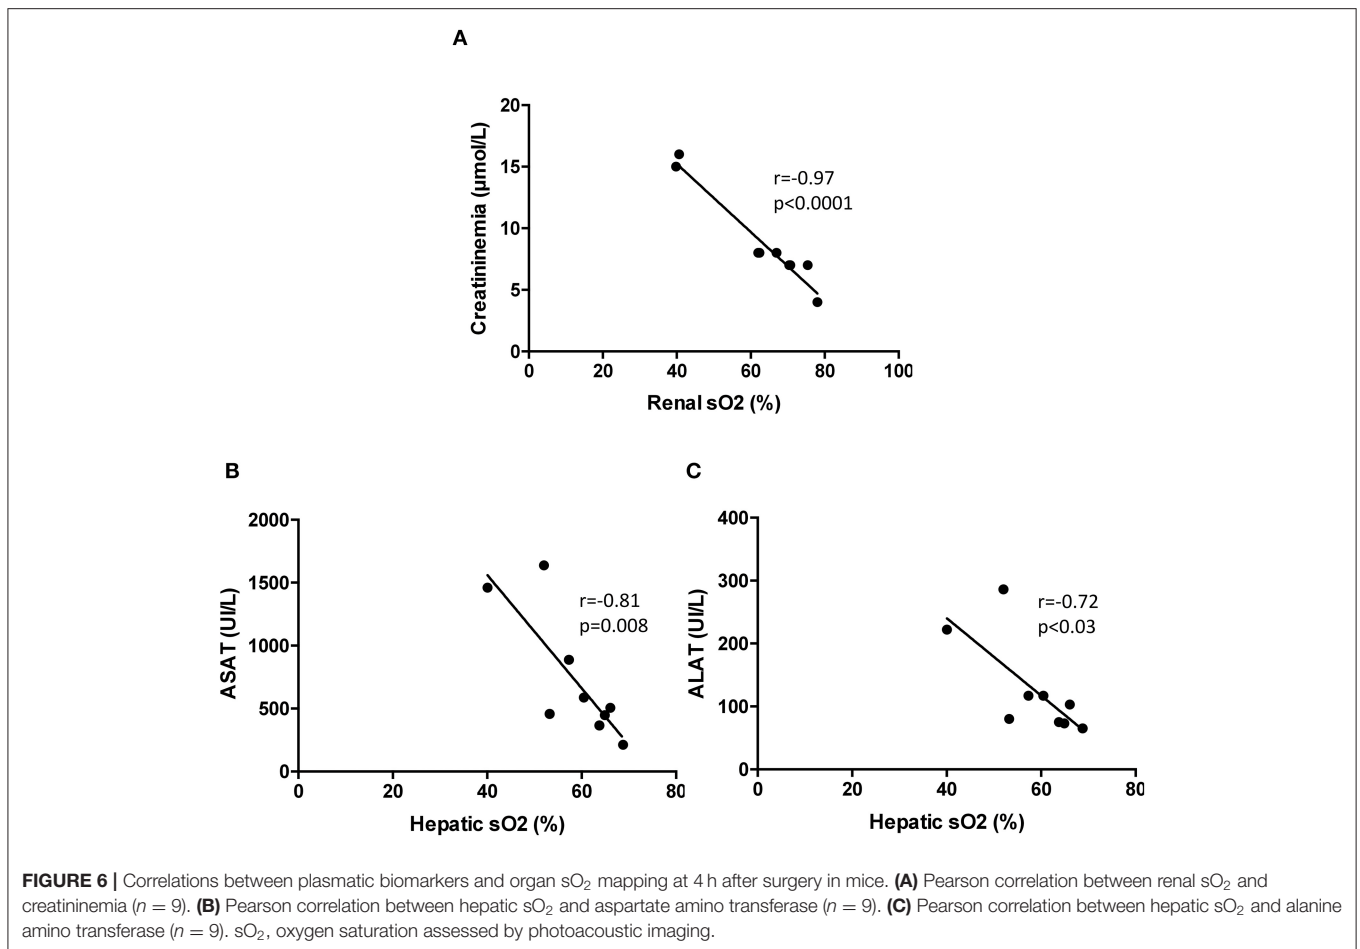 A
20
15
10
5
0
Creatininemia (µmol/L)
r=-0.97
p<0.0001
0 20 40 60 80 100
Renal sO2 (%)
B
2000
1500
1000
500
0
ASAT (UI/L)
r=-0.81
p=0.008
0 20 40 60 80
Hepatic sO2 (%)
C
400
300
200
100
0
ALAT (UI/L)
r=-0.72
p<0.03
0 20 40 60 80
Hepatic sO2 (%)
FIGURE 6 | Correlations between plasmatic biomarkers and organ sO₂ mapping at 4 h after surgery in mice. (A) Pearson correlation between renal sO₂ and
creatininemia (n = 9). (B) Pearson correlation between hepatic sO₂ and aspartate amino transferase (n = 9). (C) Pearson correlation between hepatic sO₂ and alanine
amino transferase (n = 9). sO₂, oxygen saturation assessed by photoacoustic imaging.